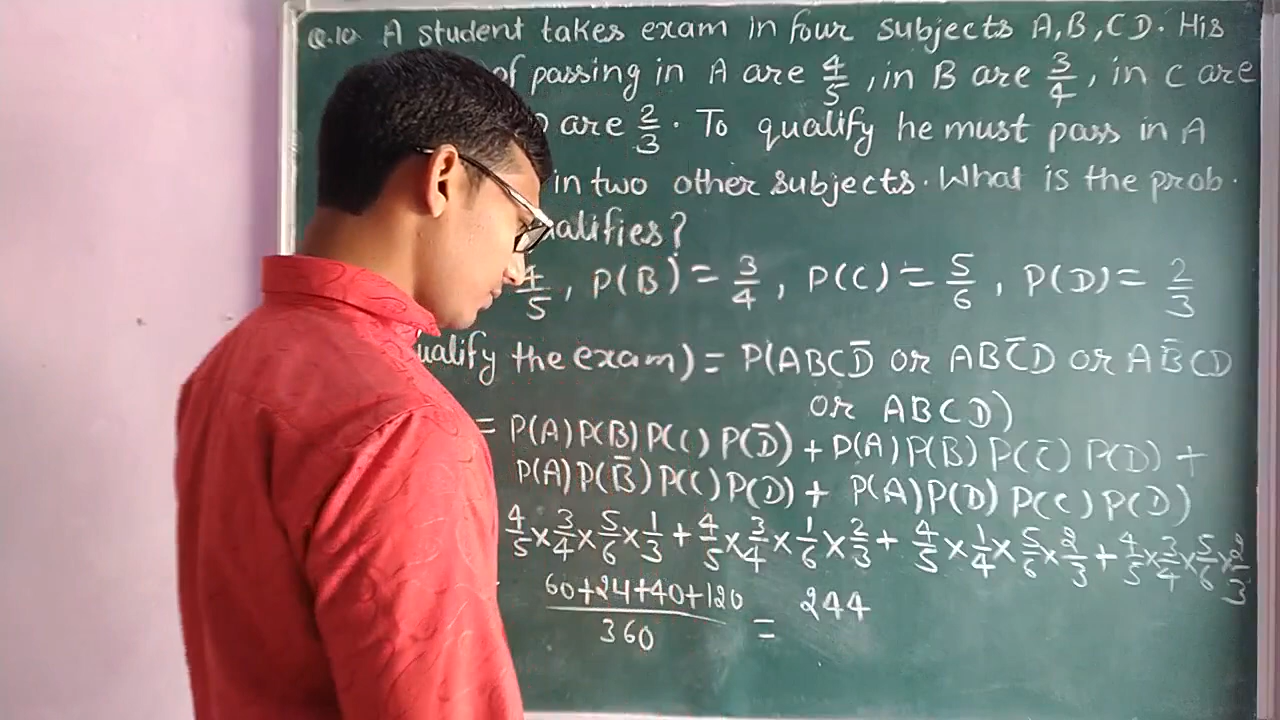 Q.10. A student takes exam in four subjects A,B,CD. His
of passing in A are 4/5, in B are 3/4, in C are
are 2/3. To qualify he must pass in A
in two other subjects. What is the prob.
alifies?
4/5, P(B) = 3/4, P(C) = 5/6, P(D) = 2/3
ualify the exam) = P(ABCD̄ or ABC̄D or AB̄CD
or ABCD)
= P(A)P(B)P(C)P(D̄) + P(A)P(B)P(C̄)P(D) +
P(A)P(B̄)P(C)P(D) + P(A)P(D)P(C)P(D)
4/5 × 3/4 × 5/6 × 1/3 + 4/5 × 3/4 × 1/6 × 2/3 + 4/5 × 1/4 × 5/6 × 2/3 + 4/5 × 3/4 × 5/6 × 2/3
60+24+40+120/360 = 244